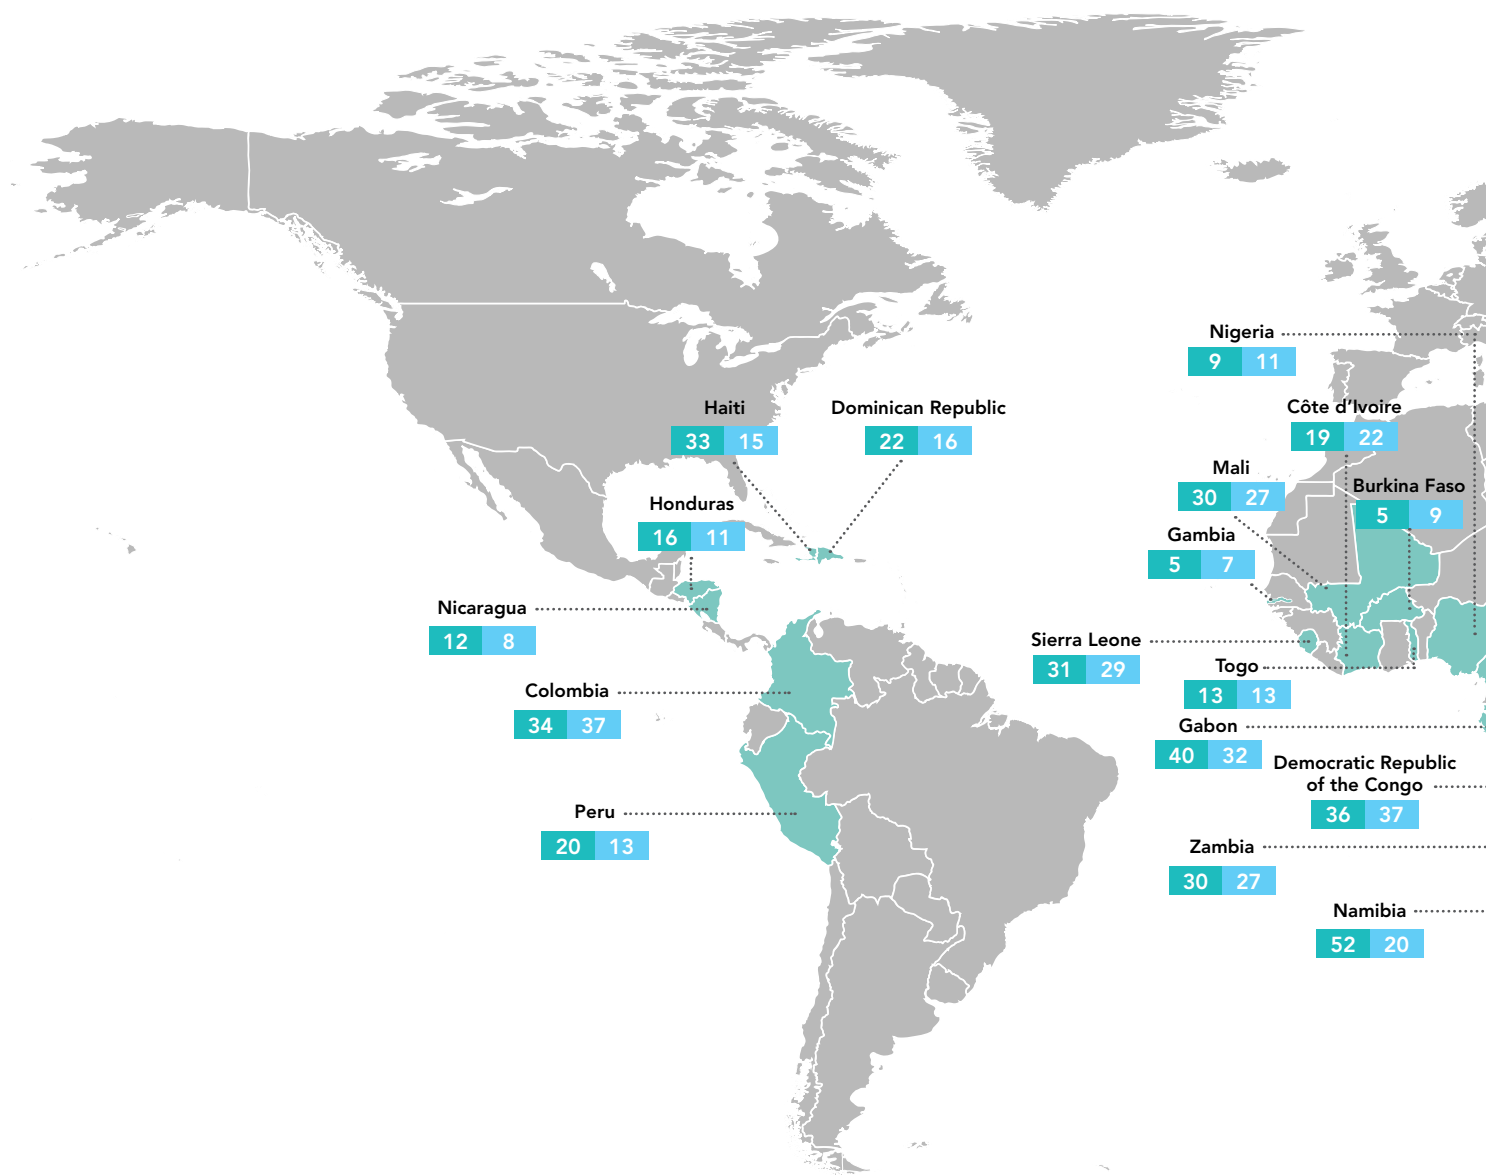 Nigeria
9 11
Haiti
33 15
Dominican Republic
22 16
Côte d'Ivoire
19 22
Mali
30 27
Burkina Faso
5 9
Honduras
16 11
Gambia
5 7
Nicaragua
12 8
Sierra Leone
31 29
Togo
13 13
Colombia
34 37
Gabon
40 32
Democratic Republic
of the Congo
36 37
Peru
20 13
Zambia
30 27
Namibia
52 20